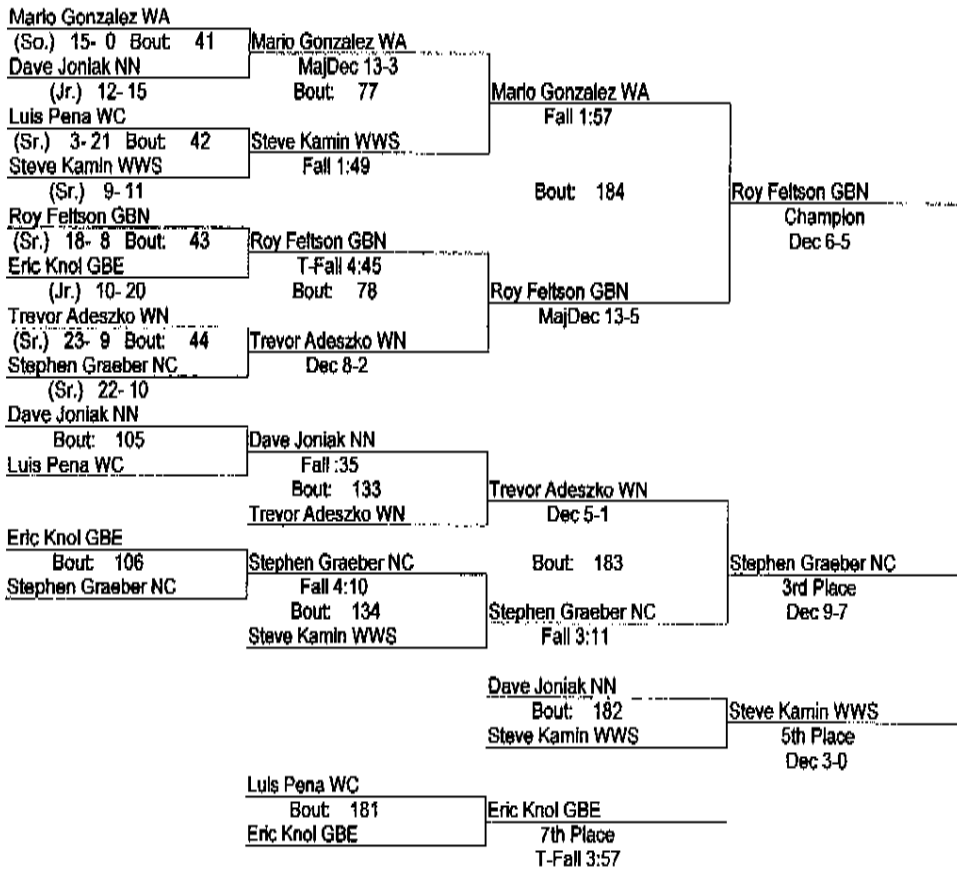 Mario Gonzalez WA
(So.) 15- 0 Bout: 41
Dave Joniak NN
(Jr.) 12- 15
Luis Pena WC
(Sr.) 3- 21 Bout: 42
Steve Kamin WWS
(Sr.) 9- 11
Roy Feltson GBN
(Sr.) 18- 8 Bout: 43
Eric Knol GBE
(Jr.) 10- 20
Trevor Adeszko WN
(Sr.) 23- 9 Bout: 44
Stephen Graeber NC
(Sr.) 22- 10
Mario Gonzalez WA
MajDec 13-3
Bout: 77
Steve Kamin WWS
Fall 1:49
Roy Feltson GBN
T-Fall 4:45
Bout: 78
Trevor Adeszko WN
Dec 8-2
Mario Gonzalez WA
Fall 1:57
Bout: 184
Roy Feltson GBN
MajDec 13-5
Roy Feltson GBN
Champion
Dec 6-5
Dave Joniak NN
Bout: 105
Luis Pena WC
Eric Knol GBE
Bout: 106
Stephen Graeber NC
Dave Joniak NN
Fall :35
Bout: 133
Trevor Adeszko WN
Stephen Graeber NC
Fall 4:10
Bout: 134
Steve Kamin WWS
Trevor Adeszko WN
Dec 5-1
Bout: 183
Stephen Graeber NC
Fall 3:11
Stephen Graeber NC
3rd Place
Dec 9-7
Dave Joniak NN
Bout: 182
Steve Kamin WWS
Steve Kamin WWS
5th Place
Dec 3-0
Luis Pena WC
Bout: 181
Eric Knol GBE
Eric Knol GBE
7th Place
T-Fall 3:57